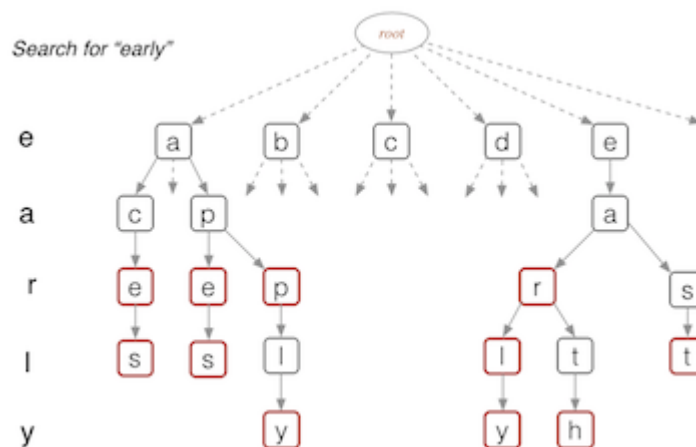 root
Search for “early”
e a b c d e
a c p a
r e e p r s
l s s l l t t
y y y h